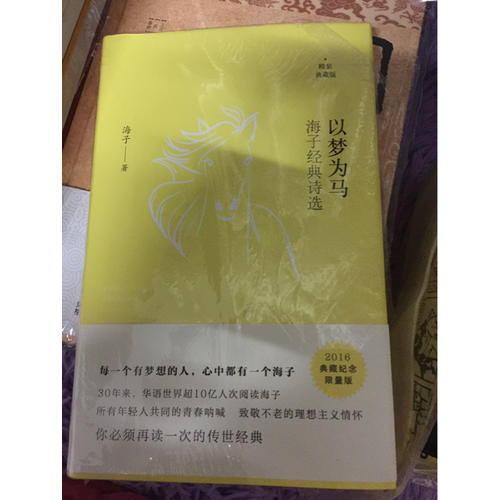 精装
典藏版
以梦为马
海子经典诗选
海子——著
每一个有梦想的人，心中都有一个海子
30年来，华语世界超10亿人次阅读海子
所有年轻人共同的青春呐喊 致敬不老的理想主义情怀
你必须再读一次的传世经典
2016
典藏纪念
限量版